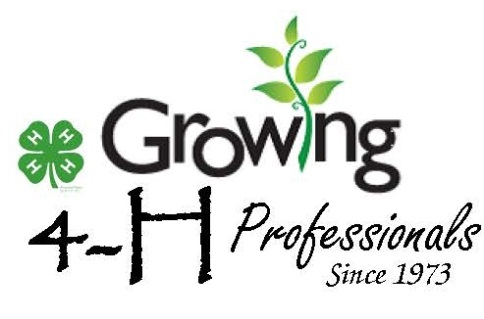 H H
H H
Growing
4-H Professionals
Since 1973